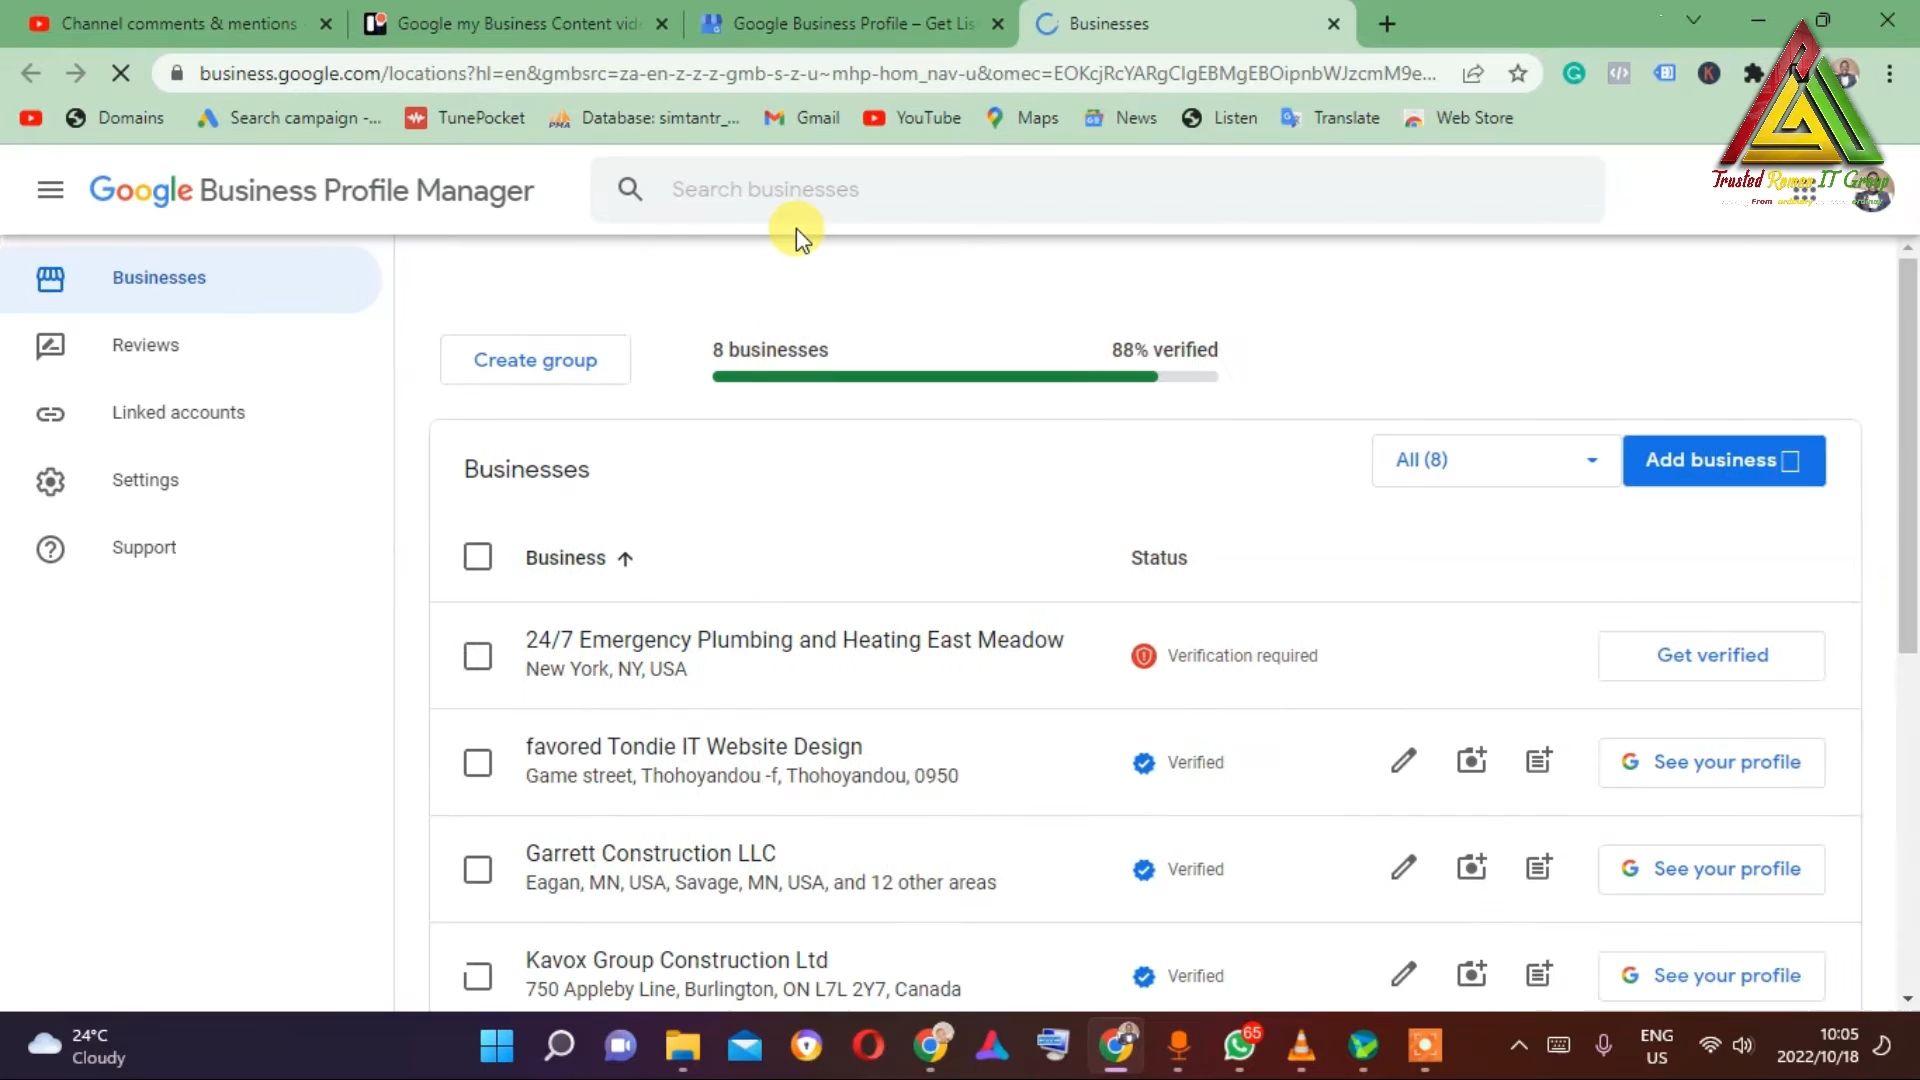 Channel comments & mentions
Google my Business Content vid
Google Business Profile – Get Lis
Businesses
business.google.com/locations?hl=en&gmbsrc=za-en-z-z-z-gmb-s-z-u~mhp-hom_nav-u&omec=EOKcjRcYARgCIgEBMgEBOipnbWJzcmM9e...
Domains
Search campaign -...
TunePocket
Database: simtantr_...
Gmail
YouTube
Maps
News
Listen
Translate
Web Store
Trusted Romeo IT Group
Google Business Profile Manager
Search businesses
Businesses
Reviews
Linked accounts
Settings
Support
Create group
8 businesses
88% verified
Businesses
All (8)
Add business
Business
Status
24/7 Emergency Plumbing and Heating East Meadow
New York, NY, USA
Verification required
Get verified
favored Tondie IT Website Design
Game street, Thohoyandou -f, Thohoyandou, 0950
Verified
See your profile
Garrett Construction LLC
Eagan, MN, USA, Savage, MN, USA, and 12 other areas
Verified
See your profile
Kavox Group Construction Ltd
750 Appleby Line, Burlington, ON L7L 2Y7, Canada
Verified
See your profile
24°C
Cloudy
65
ENG
US
10:05
2022/10/18